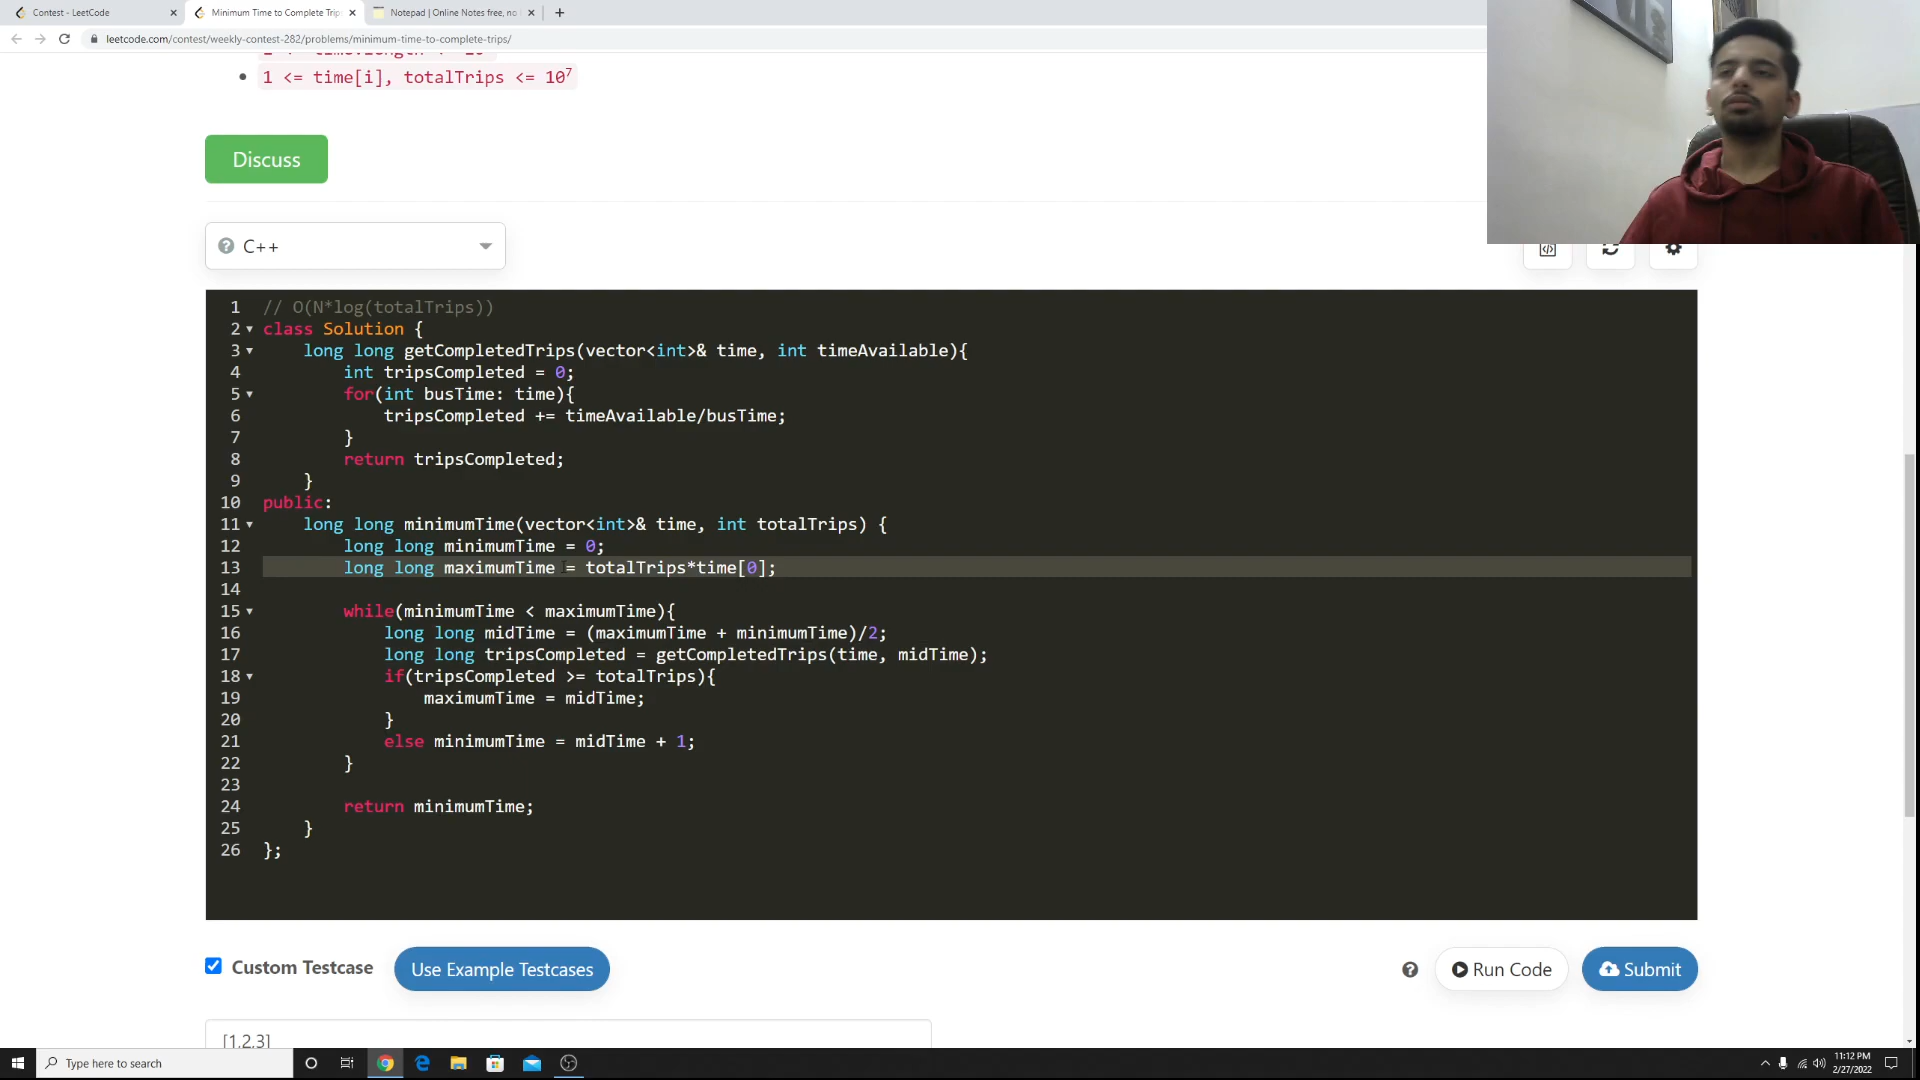 Contest - LeetCode
Minimum Time to Complete Trip
Notepad | Online Notes free, no
leetcode.com/contest/weekly-contest-282/problems/minimum-time-to-complete-trips/
1 <= time[i], totalTrips <= 10^7
Discuss
C++
1 // O(N*log(totalTrips))
2 class Solution {
3 long long getCompletedTrips(vector<int>& time, int timeAvailable){
4 int tripsCompleted = 0;
5 for(int busTime: time){
6 tripsCompleted += timeAvailable/busTime;
7 }
8 return tripsCompleted;
9 }
10 public:
11 long long minimumTime(vector<int>& time, int totalTrips) {
12 long long minimumTime = 0;
13 long long maximumTime = totalTrips*time[0];
14
15 while(minimumTime < maximumTime){
16 long long midTime = (maximumTime + minimumTime)/2;
17 long long tripsCompleted = getCompletedTrips(time, midTime);
18 if(tripsCompleted >= totalTrips){
19 maximumTime = midTime;
20 }
21 else minimumTime = midTime + 1;
22 }
23
24 return minimumTime;
25 }
26 };
Custom Testcase
Use Example Testcases
Run Code
Submit
[1,2,3]
Type here to search
11:12 PM
2/27/2022